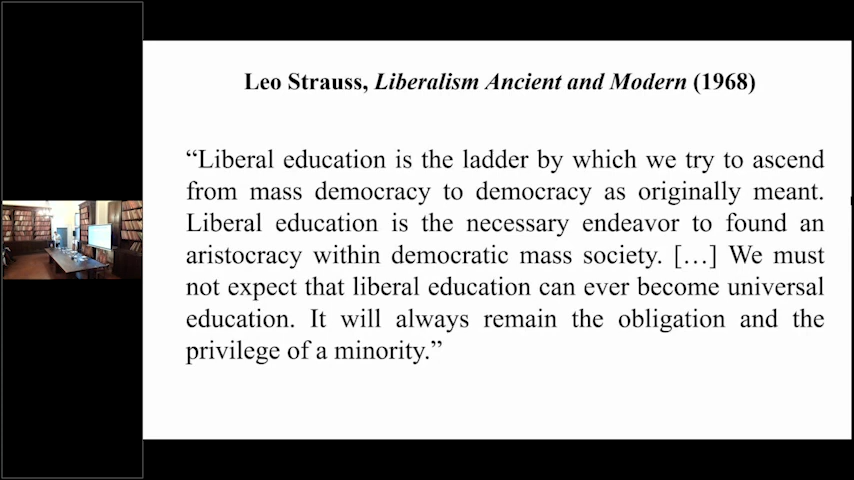 Leo Strauss, Liberalism Ancient and Modern (1968)
“Liberal education is the ladder by which we try to ascend
from mass democracy to democracy as originally meant.
Liberal education is the necessary endeavor to found an
aristocracy within democratic mass society. […] We must
not expect that liberal education can ever become universal
education. It will always remain the obligation and the
privilege of a minority.”